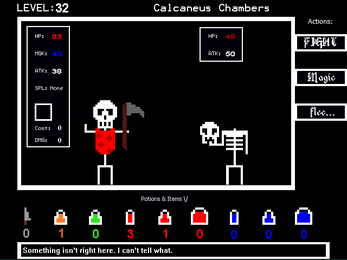 LEVEL:32
Calcaneus Chambers
Actions:
HP: 83
HP: 48
FIGHT
MGK: 40
ATK: 50
ATK: 38
Magic
SPL: None
flee...
Cost: 0
DMG: 0
Potions & Items \/
0 1 0 3 1 0 0 0 0
Something isn't right here. I can't tell what.